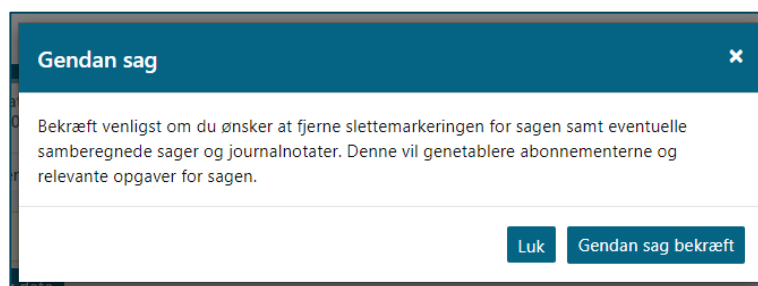 Gendan sag
Bekræft venligst om du ønsker at fjerne slettemarkeringen for sagen samt eventuelle
samberegnede sager og journalnotater. Denne vil genetablere abonnementerne og
relevante opgaver for sagen.
Luk
Gendan sag bekræft